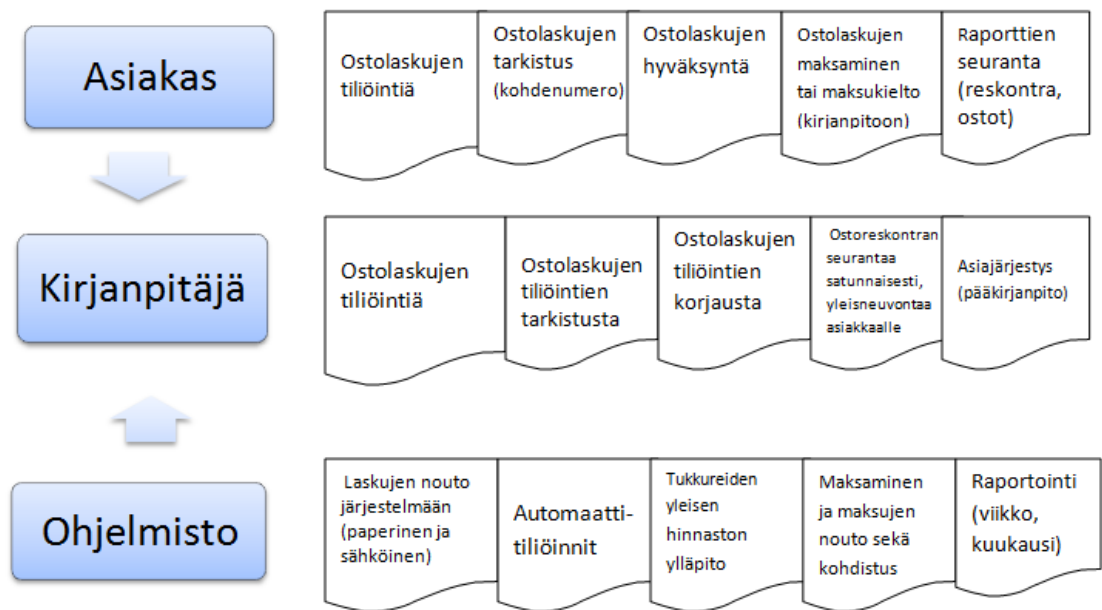 Asiakas
Ostolaskujen
tiliöintiä
Ostolaskujen
tarkistus
(kohdenumero)
Ostolaskujen
hyväksyntä
Ostolaskujen
maksaminen
tai maksukielto
(kirjanpitoon)
Raporttien
seuranta
(reskontra,
ostot)
Kirjanpitäjä
Ostolaskujen
tiliöintiä
Ostolaskujen
tiliöintien
tarkistusta
Ostolaskujen
tiliöintien
korjausta
Ostoreskontran
seurantaa
satunnaisesti,
yleisneuvontaa
asiakkaalle
Asiajärjestys
(pääkirjanpito)
Ohjelmisto
Laskujen nouto
järjestelmään
(paperinen ja
sähköinen)
Automaatti-
tiliöinnit
Tukkureiden
yleisen
hinnaston
ylläpito
Maksaminen
ja maksujen
nouto sekä
kohdistus
Raportointi
(viikko,
kuukausi)